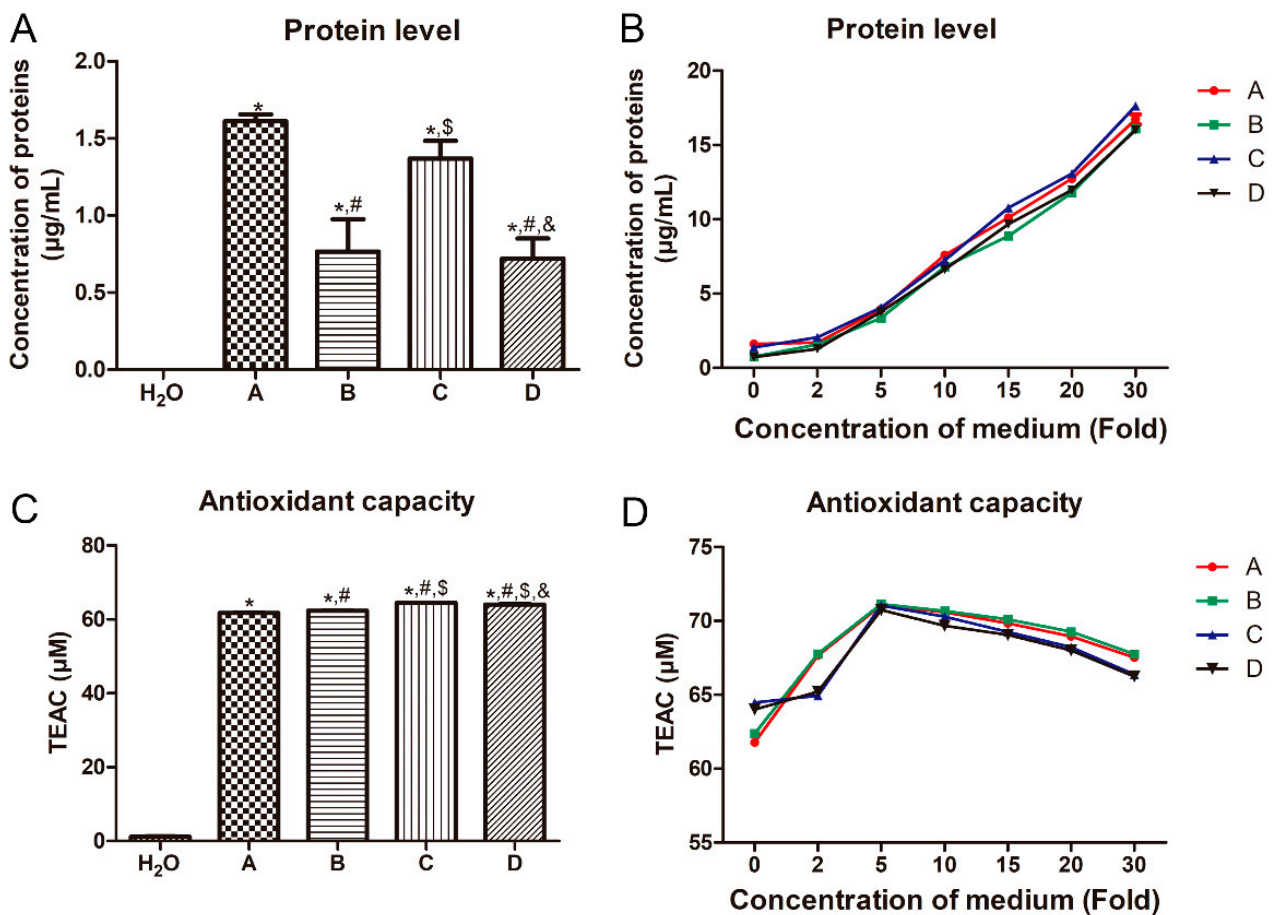 A
Protein level
Concentration of proteins
(µg/mL)
2.0
1.5
1.0
0.5
0.0
*
*,#
*,$
*,#,&
H₂O A B C D
B
Protein level
Concentration of proteins
(µg/mL)
20
15
10
5
0
0 2 5 10 15 20 30
Concentration of medium (Fold)
A
B
C
D
C
Antioxidant capacity
TEAC (µM)
80
60
40
20
0
*
*,#
*,#,$
*,#,$,&
H₂O A B C D
D
Antioxidant capacity
TEAC (µM)
75
70
65
60
55
0 2 5 10 15 20 30
Concentration of medium (Fold)
A
B
C
D